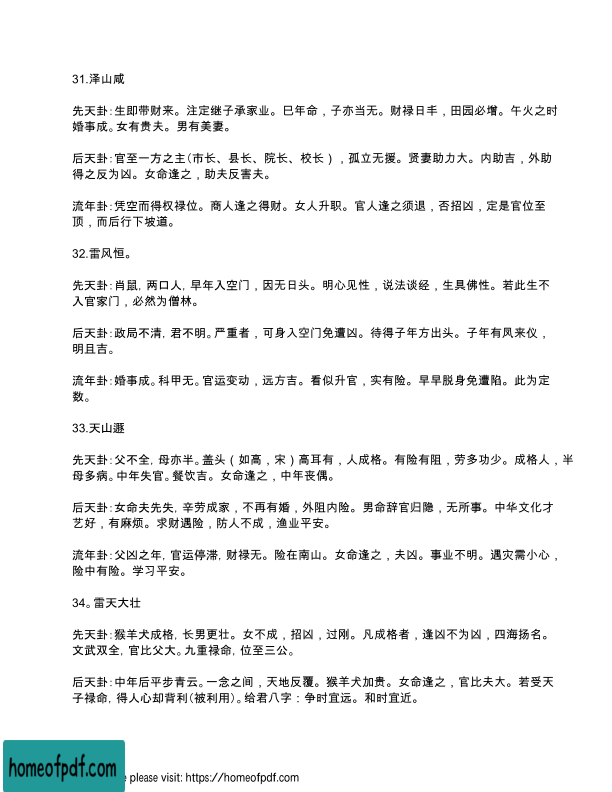 31.泽山咸
先天卦：生即带财来。注定继子承家业。巳年命，子亦当无。财禄日丰，田园必增。午火之时
婚事成。女有贵夫。男有美妻。
后天卦：官至一方之主（市长、县长、院长、校长），孤立无援。贤妻助力大。内助吉，外助
得之反为凶。女命逢之，助夫反害夫。
流年卦：凭空而得权禄位。商人逢之得财。女人升职。官人逢之须退，否招凶，定是官位至
顶，而后行下坡道。
32.雷风恒。
先天卦：肖鼠，两口人，早年入空门，因无日头。明心见性，说法谈经，生具佛性。若此生不
入官家门，必然为僧林。
后天卦：政局不清，君不明。严重者，可身入空门免遭凶。待得子年方出头。子年有凤来仪，
明且吉。
流年卦：婚事成。科甲无。官运变动，远方吉。看似升官，实有险。早早脱身免遭陷。此为定
数。
33.天山遯
先天卦：父不全，母亦半。盖头（如高，宋）高耳有，人成格。有险有阻，劳多功少。成格人，半
母多病。中年失官。餐饮吉。女命逢之，中年丧偶。
后天卦：女命夫先失，辛劳成家，不再有婚，外阻内险。男命辞官归隐，无所事。中华文化才
艺好，有麻烦。求财遇险，防人不成，渔业平安。
流年卦：父凶之年，官运停滞，财禄无。险在南山。女命逢之，夫凶。事业不明。遇灾需小心，
险中有险。学习平安。
34。雷天大壮
先天卦：猴羊犬成格，长男更壮。女不成，招凶，过刚。凡成格者，逢凶不为凶，四海扬名。
文武双全，官比父大。九重禄命，位至三公。
后天卦：中年后平步青云。一念之间，天地反覆。猴羊犬加贵。女命逢之，官比夫大。若受天
子禄命，得人心却背利（被利用）。给君八字：争时宜远。和时宜近。
homeofpdf.com
e please visit: https://homeofpdf.com